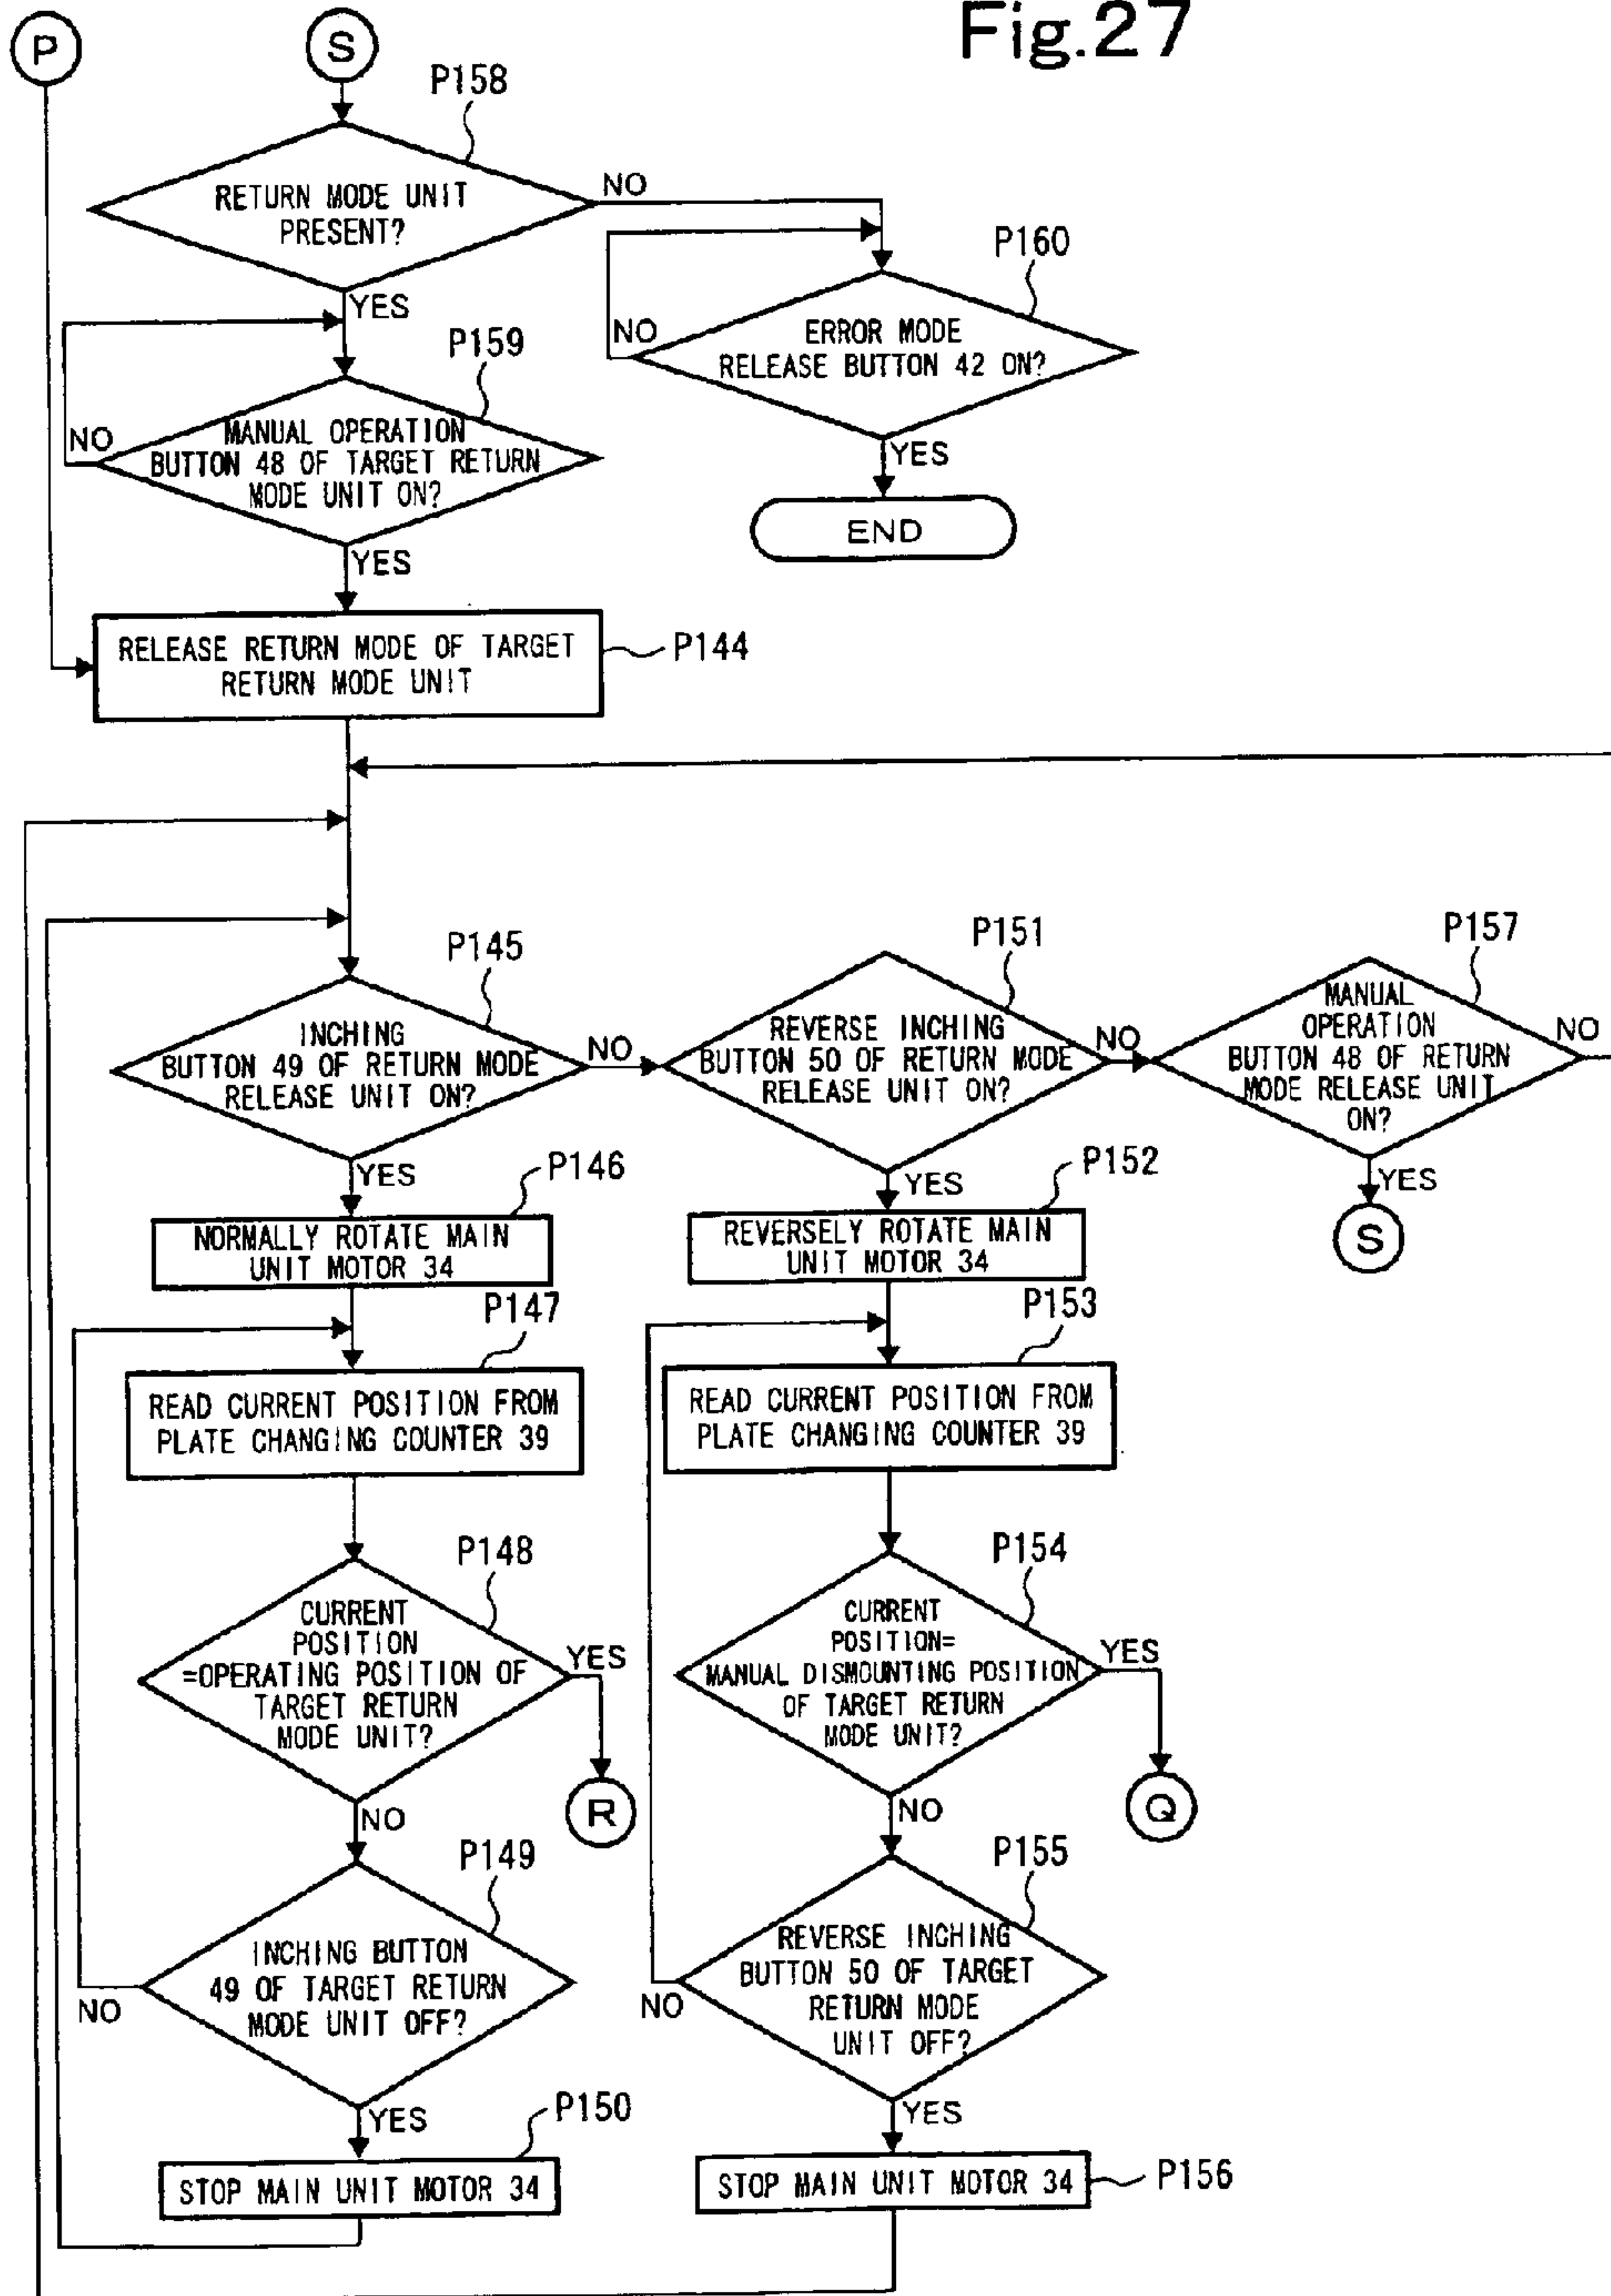 Fig.27
P
S
P158
RETURN MODE UNIT
PRESENT?
NO
YES
P160
ERROR MODE
RELEASE BUTTON 42 ON?
NO
YES
END
P159
MANUAL OPERATION
BUTTON 48 OF TARGET RETURN
MODE UNIT ON?
NO
YES
RELEASE RETURN MODE OF TARGET
RETURN MODE UNIT
P144
P145
INCHING
BUTTON 49 OF RETURN MODE
RELEASE UNIT ON?
NO
YES
P151
REVERSE INCHING
BUTTON 50 OF RETURN MODE
RELEASE UNIT ON?
NO
YES
P157
MANUAL
OPERATION
BUTTON 48 OF RETURN
MODE RELEASE UNIT
ON?
NO
YES
S
P146
NORMALLY ROTATE MAIN
UNIT MOTOR 34
P152
REVERSELY ROTATE MAIN
UNIT MOTOR 34
P147
READ CURRENT POSITION FROM
PLATE CHANGING COUNTER 39
P153
READ CURRENT POSITION FROM
PLATE CHANGING COUNTER 39
P148
CURRENT
POSITION
=OPERATING POSITION OF
TARGET RETURN
MODE UNIT?
YES
R
NO
P154
CURRENT
POSITION=
MANUAL DISMOUNTING POSITION
OF TARGET RETURN
MODE UNIT?
YES
Q
NO
P149
INCHING BUTTON
49 OF TARGET RETURN
MODE UNIT OFF?
NO
YES
P155
REVERSE INCHING
BUTTON 50 OF TARGET
RETURN MODE
UNIT OFF?
NO
YES
P150
STOP MAIN UNIT MOTOR 34
STOP MAIN UNIT MOTOR 34
P156